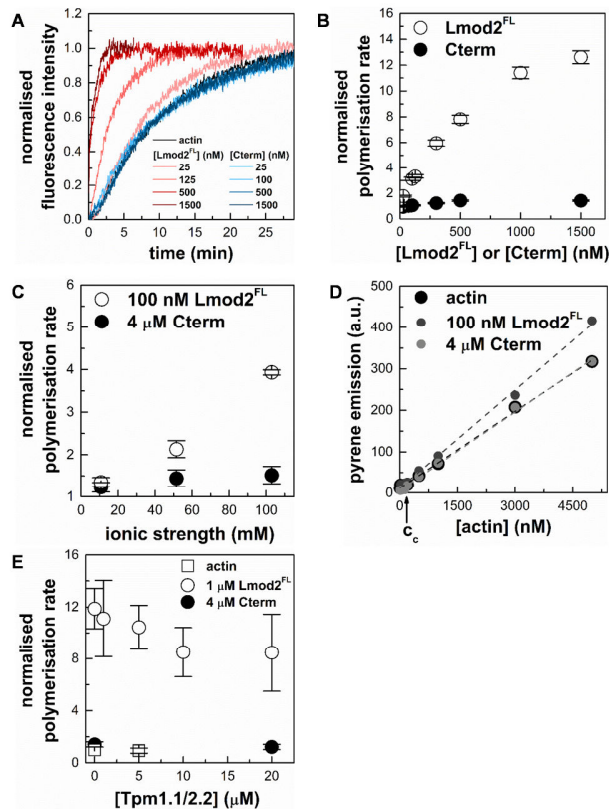 A
normalised
fluorescence intensity
1.0
0.8
0.6
0.4
0.2
0.0
actin
[Lmod2FL] (nM) [Cterm] (nM)
25 25
125 100
500 500
1500 1500
0 5 10 15 20 25
time (min)
B
normalised
polymerisation rate
16
14
12
10
8
6
4
2
0
Lmod2FL
Cterm
0 500 1000 1500
[Lmod2FL] or [Cterm] (nM)
C
normalised
polymerisation rate
6
5
4
3
2
1
100 nM Lmod2FL
4 μM Cterm
0 20 40 60 80 100
ionic strength (mM)
D
pyrene emission (a.u.)
500
400
300
200
100
0
actin
100 nM Lmod2FL
4 μM Cterm
0 1500 3000 4500
[actin] (nM)
cc
E
normalised
polymerisation rate
16
12
8
4
0
actin
1 μM Lmod2FL
4 μM Cterm
0 5 10 15 20
[Tpm1.1/2.2] (μM)